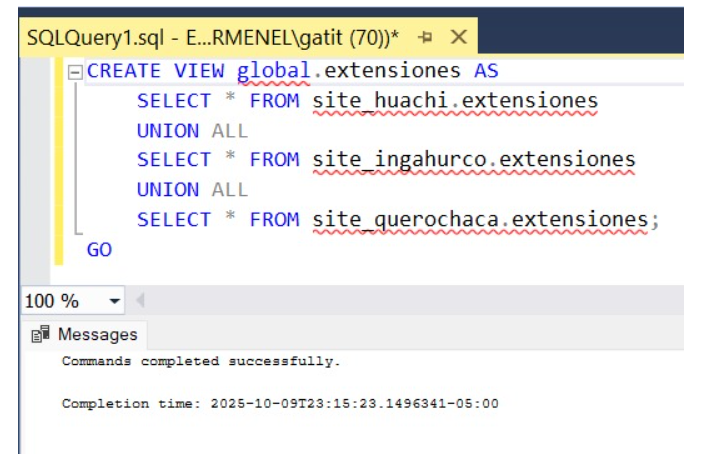 SQLQuery1.sql - E...RMENEL\gatit (70))*
CREATE VIEW global.extensiones AS
SELECT * FROM site_huachi.extensiones
UNION ALL
SELECT * FROM site_ingahurco.extensiones
UNION ALL
SELECT * FROM site_querochaca.extensiones;
GO
100 %
Messages
Commands completed successfully.
Completion time: 2025-10-09T23:15:23.1496341-05:00